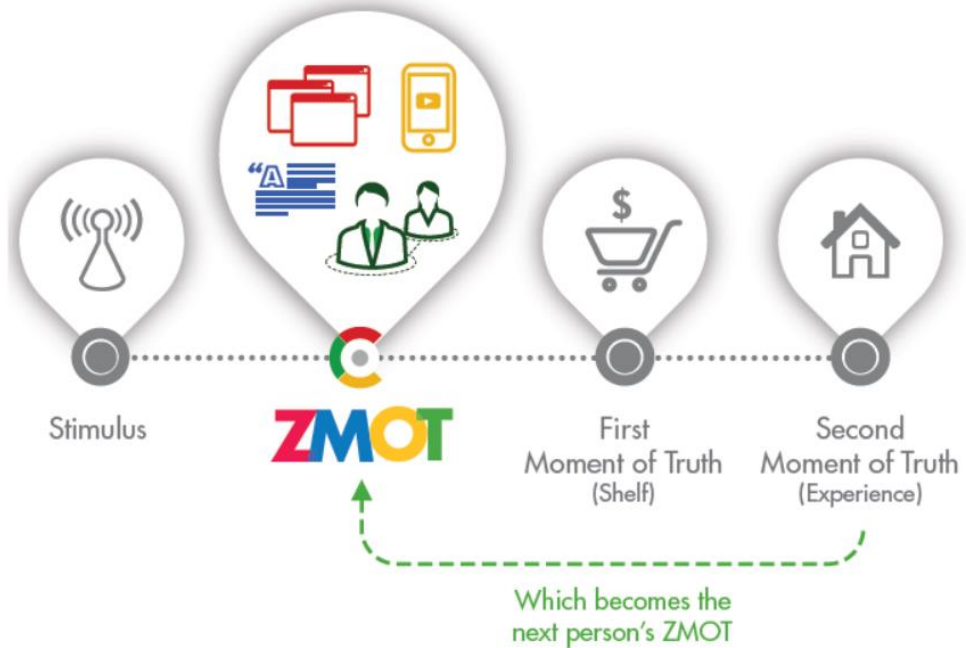 “A
$
Stimulus
ZMOT
First
Moment of Truth
(Shelf)
Second
Moment of Truth
(Experience)
Which becomes the
next person's ZMOT